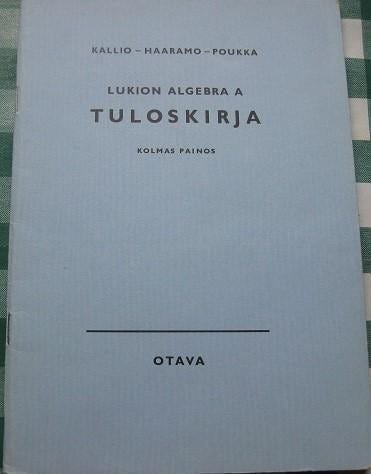 KALLIO – HAARAMO – POUKKA
LUKION ALGEBRA A
TULOSKIRJA
KOLMAS PAINOS
OTAVA